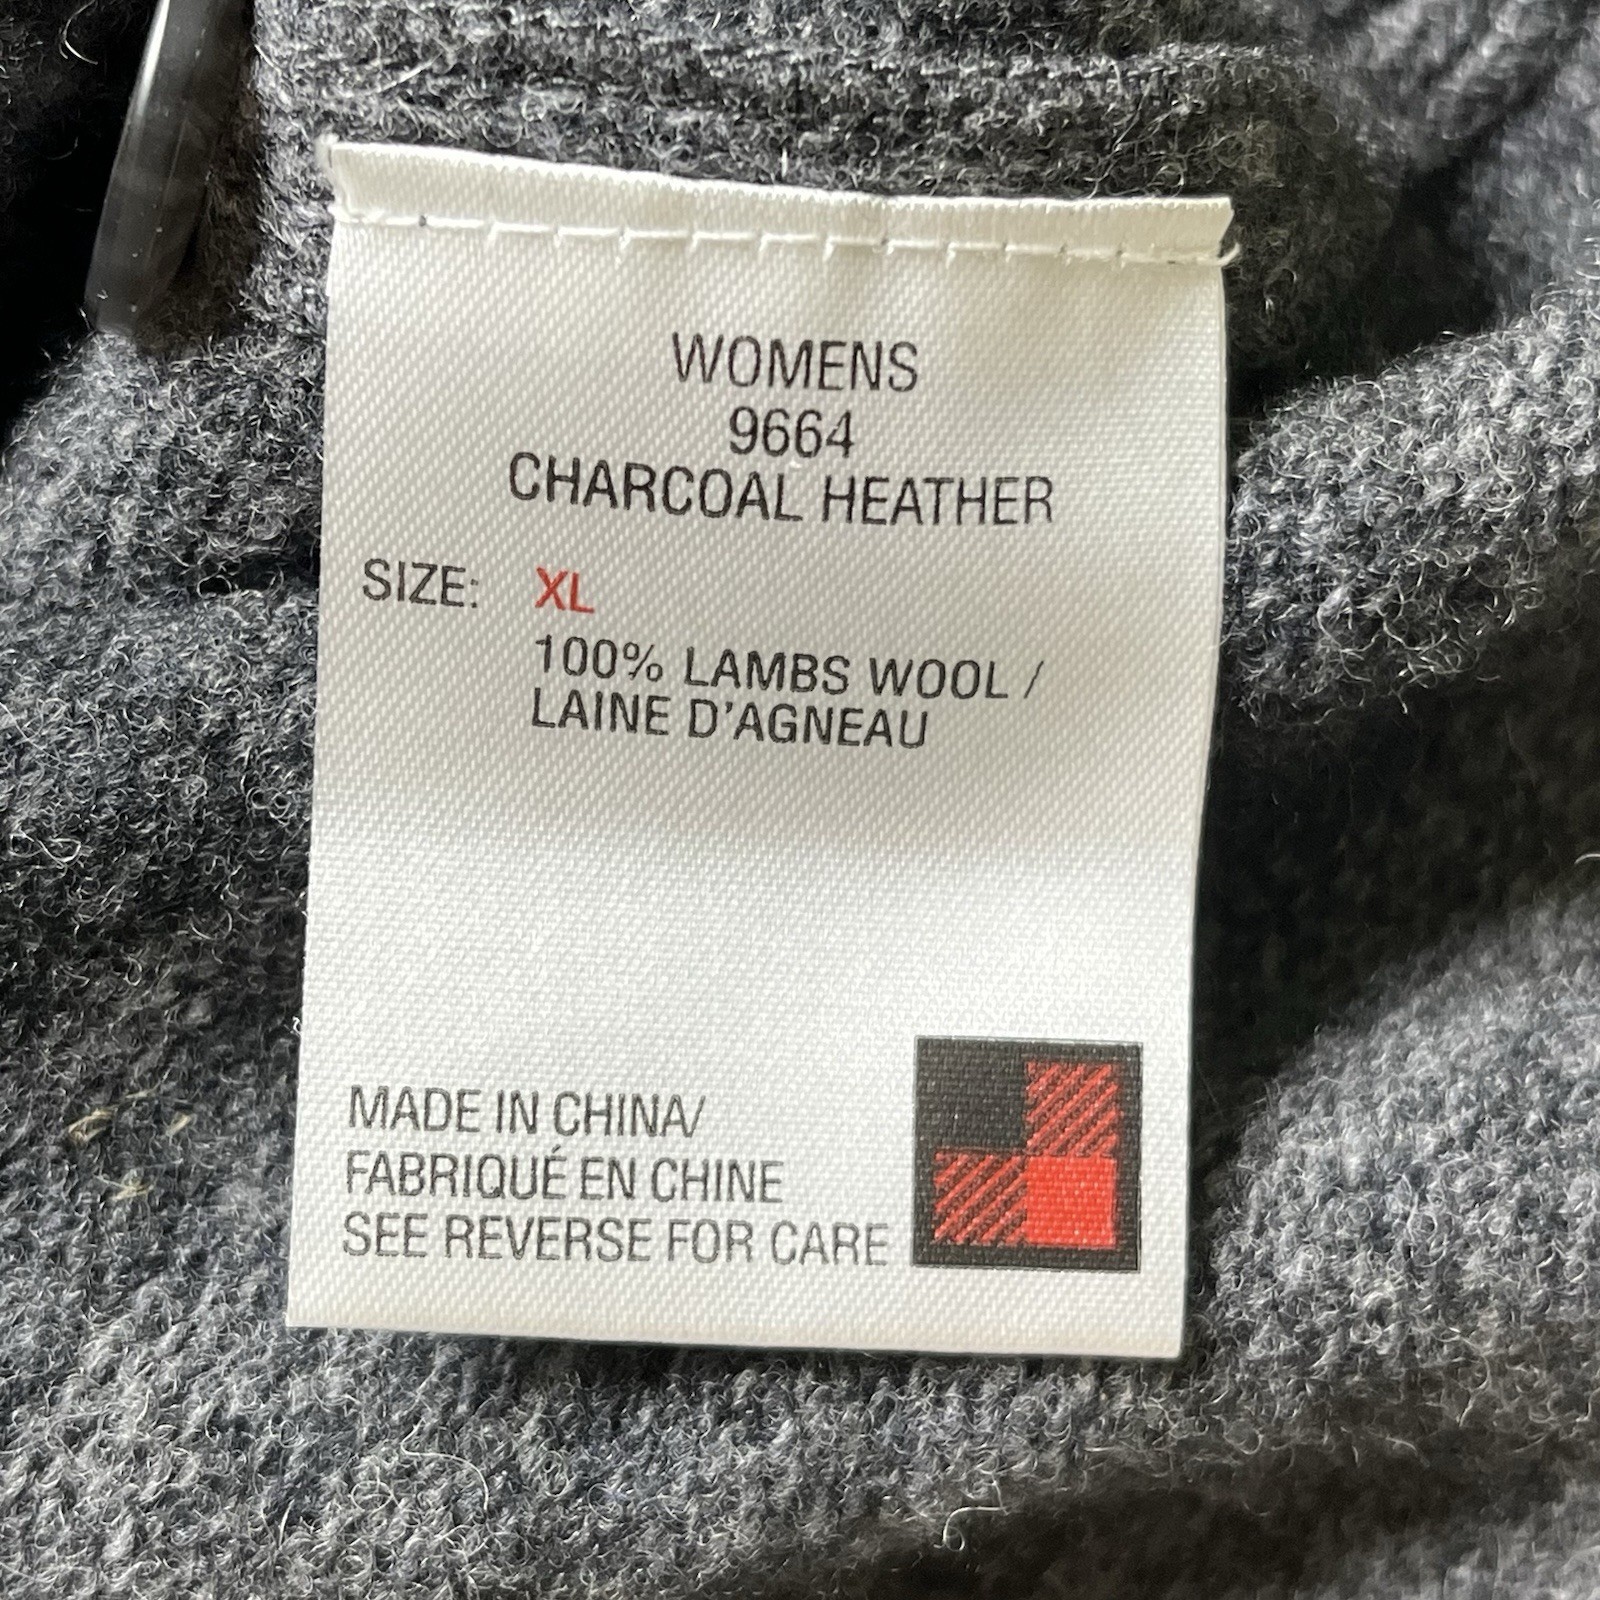 WOMENS
9664
CHARCOAL HEATHER
SIZE: XL
100% LAMBS WOOL /
LAINE D'AGNEAU
MADE IN CHINA/
FABRIQUÉ EN CHINE
SEE REVERSE FOR CARE